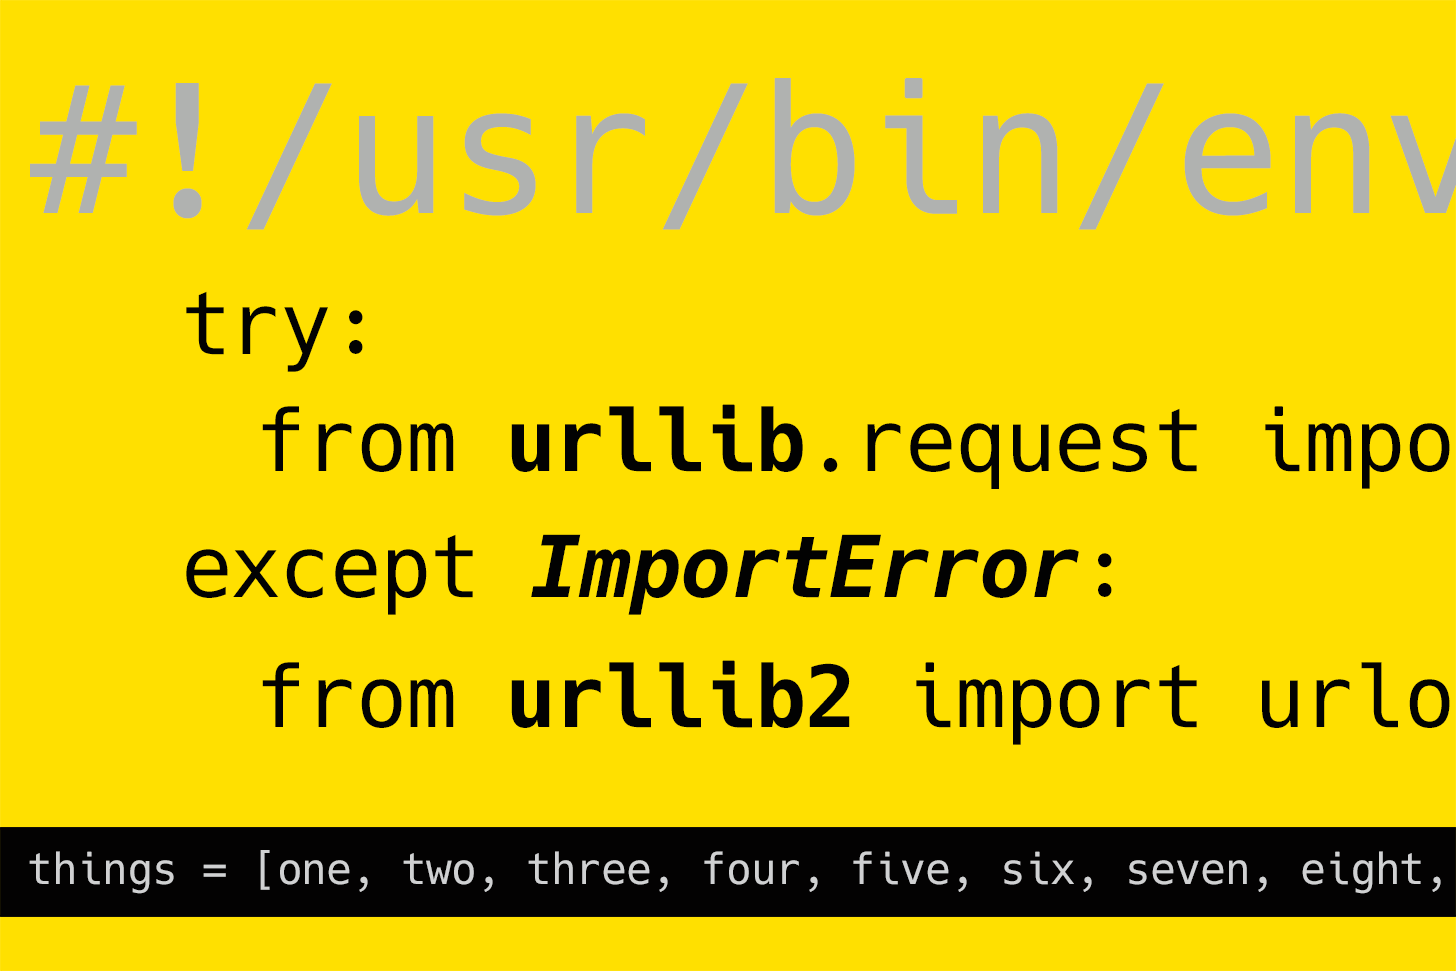 #!/usr/bin/env
try:
from urllib.request impo
except ImportError:
from urllib2 import urlo
things = [one, two, three, four, five, six, seven, eight,